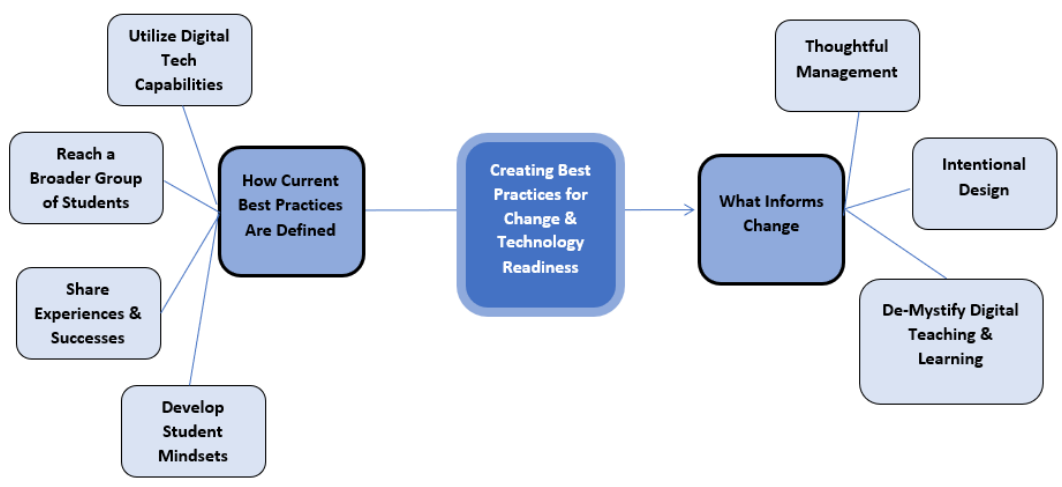 Utilize Digital
Tech
Capabilities
Reach a
Broader Group
of Students
Share
Experiences &
Successes
Develop
Student
Mindsets
How Current
Best Practices
Are Defined
Creating Best
Practices for
Change &
Technology
Readiness
What Informs
Change
Thoughtful
Management
Intentional
Design
De-Mystify Digital
Teaching &
Learning